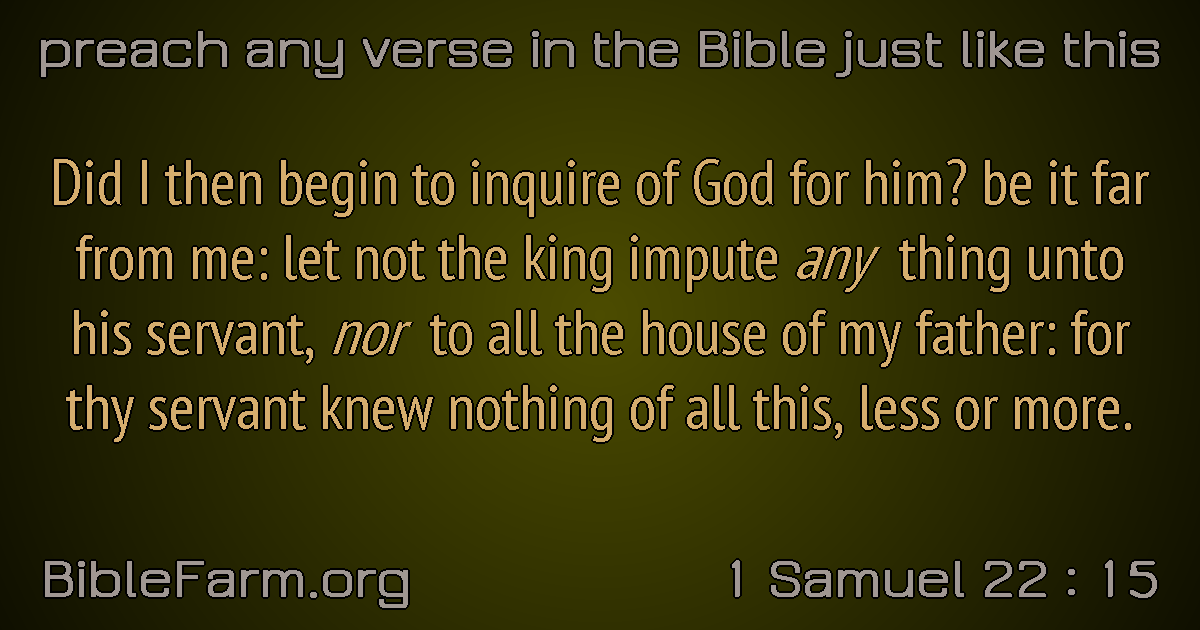 preach any verse in the Bible just like this
Did I then begin to inquire of God for him? be it far
from me: let not the king impute any thing unto
his servant, nor to all the house of my father: for
thy servant knew nothing of all this, less or more.
BibleFarm.org
1 Samuel 22 : 15